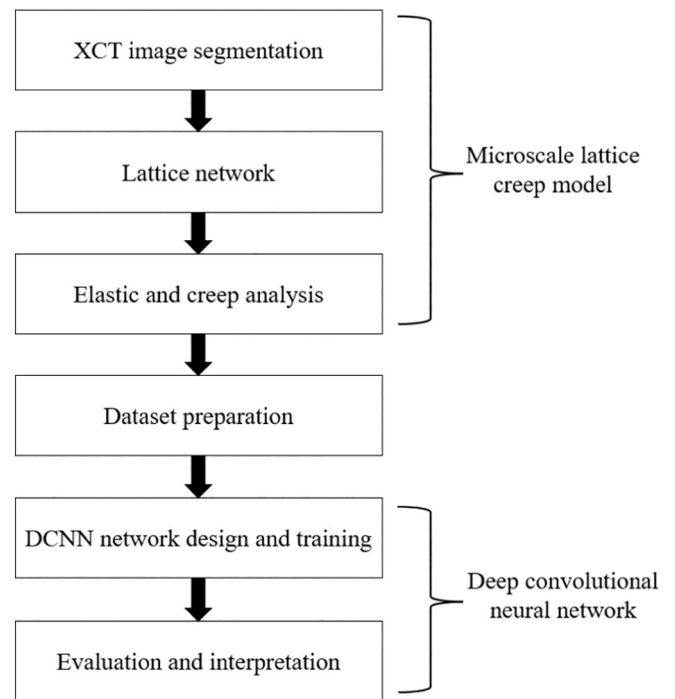 XCT image segmentation
Lattice network
Elastic and creep analysis
Microscale lattice
creep model
Dataset preparation
DCNN network design and training
Evaluation and interpretation
Deep convolutional
neural network